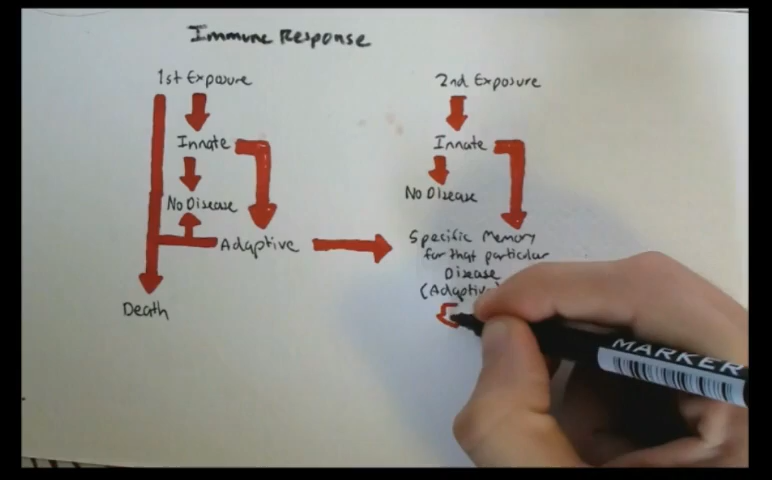 Immune Response
1st Exposure
Innate
No Disease
Adaptive
Death
2nd Exposure
Innate
No Disease
Specific Memory
for that particular
Disease
(Adaptive)
MARKER